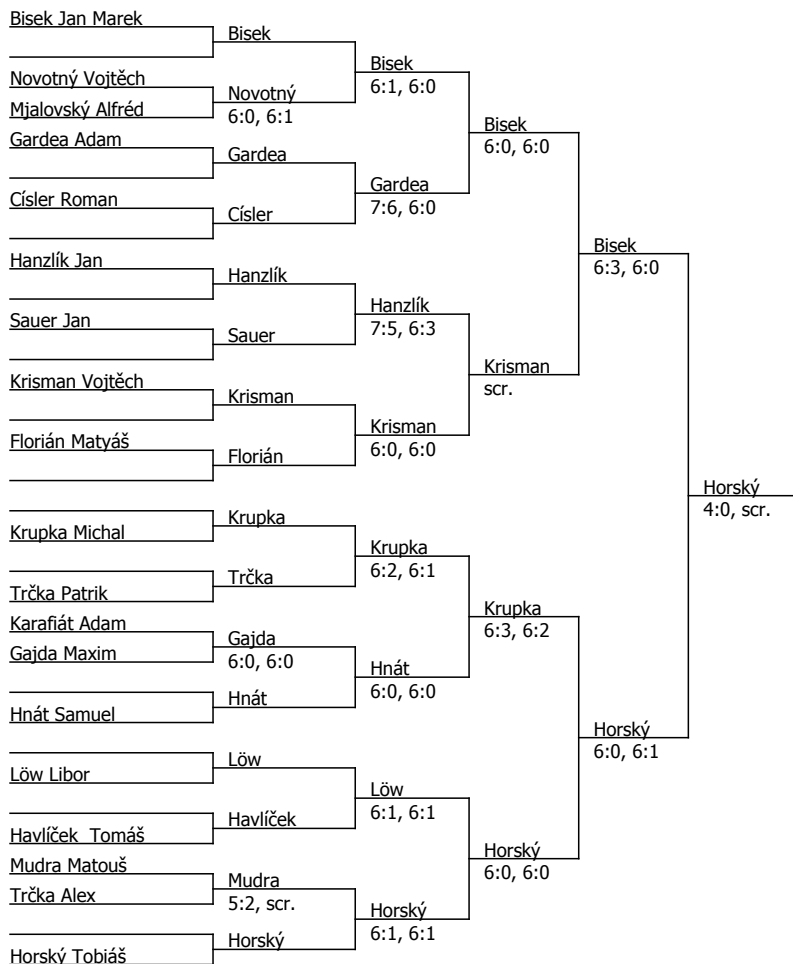 Bisek Jan Marek
Bisek
Bisek
6:1, 6:0
Novotný Vojtěch
Novotný
6:0, 6:1
Mjalovský Alfréd
Bisek
6:0, 6:0
Gardea Adam
Gardea
Gardea
7:6, 6:0
Císler Roman
Císler
Bisek
6:3, 6:0
Hanzlík Jan
Hanzlík
Hanzlík
7:5, 6:3
Sauer Jan
Sauer
Krisman
scr.
Krisman Vojtěch
Krisman
Krisman
6:0, 6:0
Florián Matyáš
Florián
Horský
4:0, scr.
Krupka
Krupka Michal
Krupka
6:2, 6:1
Trčka
Trčka Patrik
Krupka
6:3, 6:2
Karafiát Adam
Gajda
6:0, 6:0
Gajda Maxim
Hnát
6:0, 6:0
Hnát
Hnát Samuel
Horský
6:0, 6:1
Löw
Löw Libor
Löw
6:1, 6:1
Havlíček
Havlíček  Tomáš
Horský
6:0, 6:0
Mudra Matouš
Mudra
5:2, scr.
Trčka Alex
Horský
6:1, 6:1
Horský
Horský Tobiáš